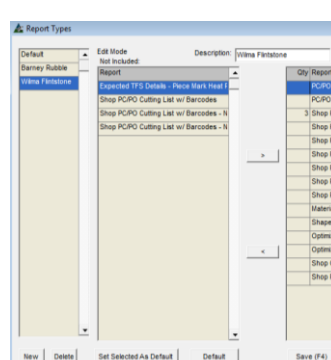 Report Types
Default
Barney Rubble
Wilma Flintstone
Edit Mode
Description: Wilma Flintstone
Not Included:
Report
Expected TFS Details - Piece Mark Heat
Shop PC/PO Cutting List w/ Barcodes
Shop PC/PO Cutting List w/ Barcodes - N
Shop PC/PO Cutting List w/ Barcodes - N
>
<
Qty Report
PC/PO
PC/PO
3 Shop
Shop
Shop
Shop
Shop
Shop
Shop
Materi
Shape
Optimi
Optimi
Shop
Shop
New
Delete
Set Selected As Default
Default
Save (F4)